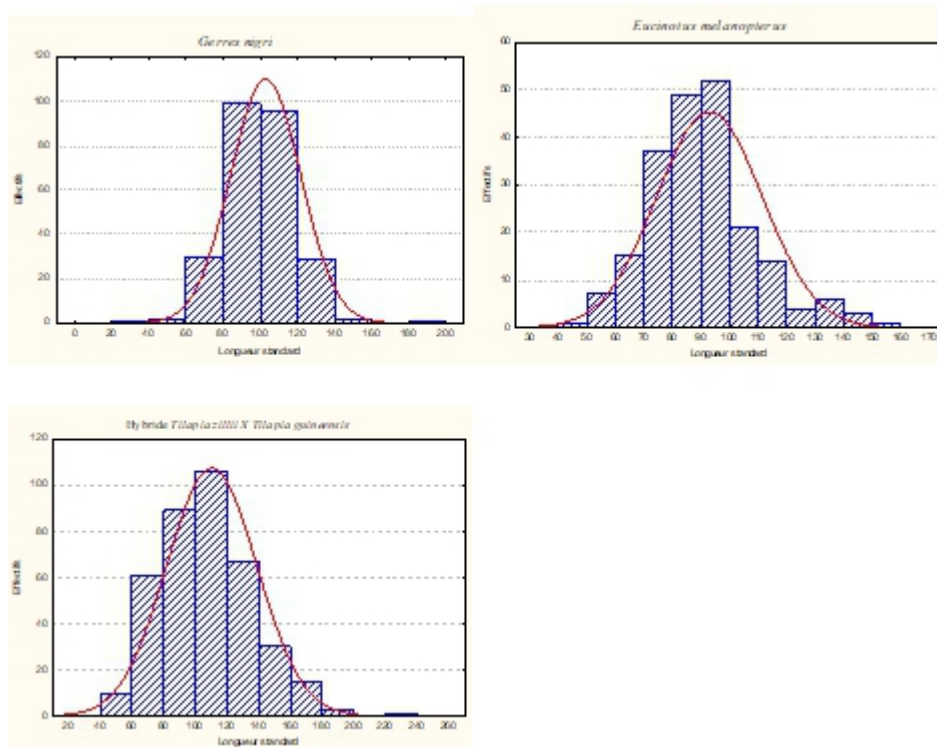 Gerres nigri
120
100
80
60
40
20
0
Effectifs
0 20 40 60 80 100 120 140 160 180 200
Longueur standard
Eucinotus melanopterus
60
50
40
30
20
10
0
Effectifs
30 40 50 60 70 80 90 100 110 120 130 140 150 160 170
Longueur standard
Hybride Tilapia zillii X Tilapia guineensis
120
100
80
60
40
20
0
Effectifs
20 40 60 80 100 120 140 160 180 200 220 240 260
Longueur standard